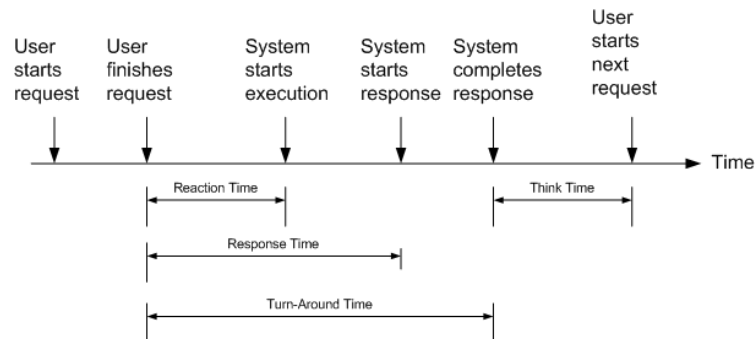 User
starts
request
User
finishes
request
System
starts
execution
System
starts
response
System
completes
response
User
starts
next
request
Time
Reaction Time
Think Time
Response Time
Turn-Around Time